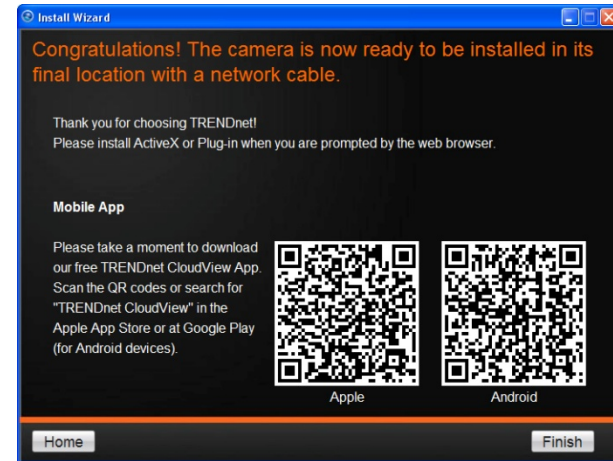 Install Wizard
Congratulations! The camera is now ready to be installed in its
final location with a network cable.
Thank you for choosing TRENDnet!
Please install ActiveX or Plug-in when you are prompted by the web browser.
Mobile App
Please take a moment to download
our free TRENDnet CloudView App.
Scan the QR codes or search for
"TRENDnet CloudView" in the
Apple App Store or at Google Play
(for Android devices).
Apple
Android
Home
Finish